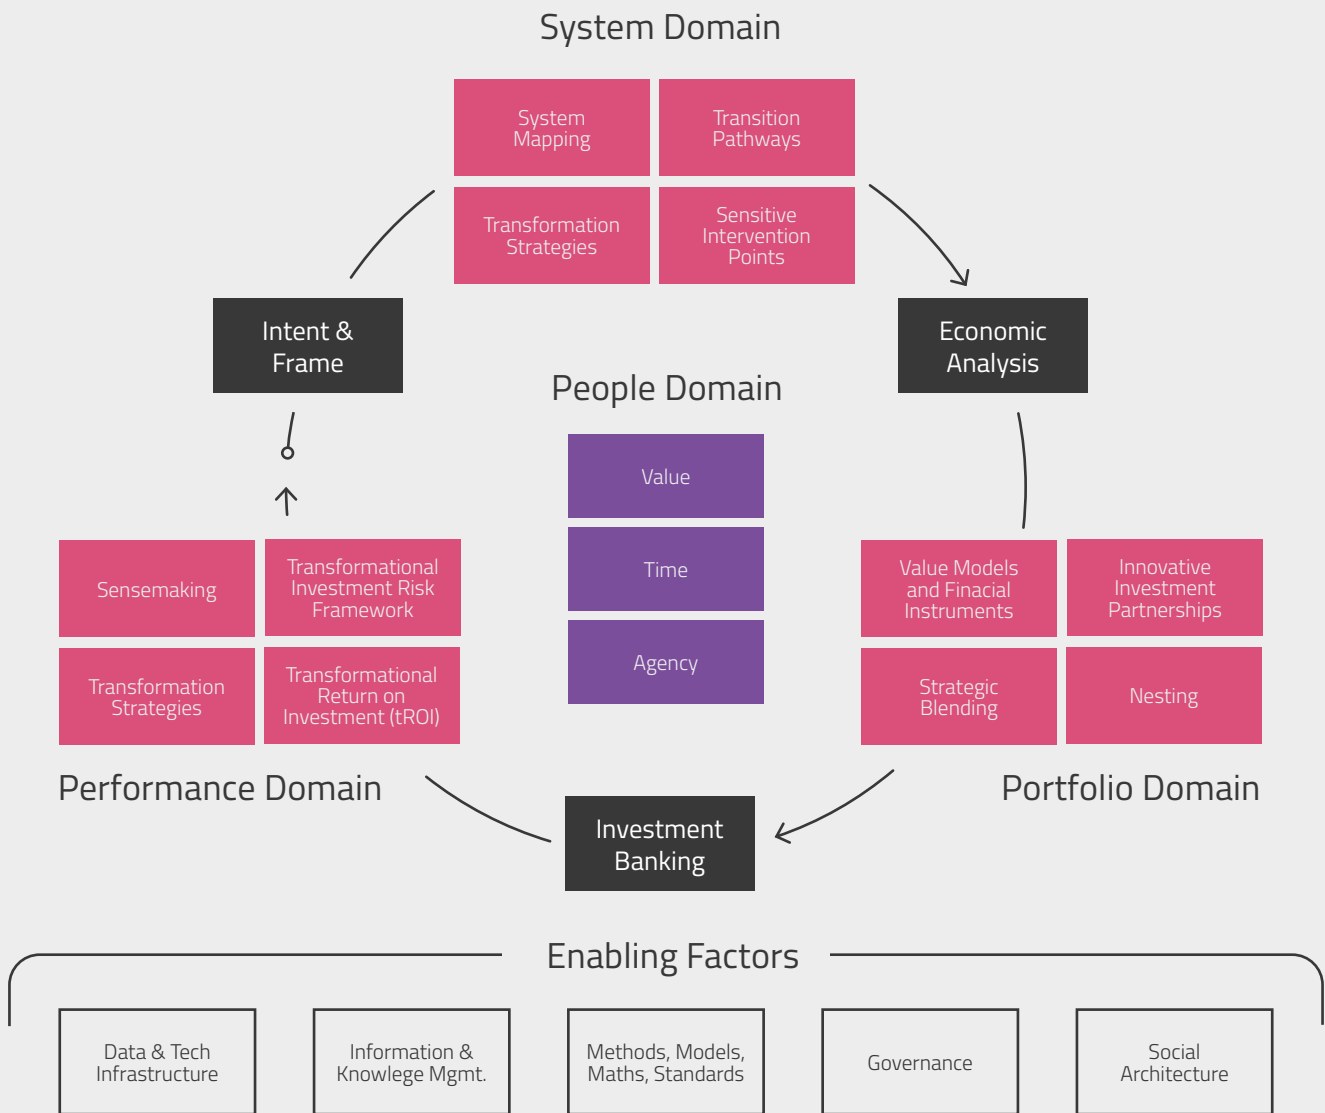 System Domain
System
Mapping
Transition
Pathways
Transformation
Strategies
Sensitive
Intervention
Points
Intent &
Frame
Economic
Analysis
People Domain
Value
Time
Agency
Sensemaking
Transformational
Investment Risk
Framework
Transformation
Strategies
Transformational
Return on
Investment (tROI)
Performance Domain
Value Models
and Finacial
Instruments
Innovative
Investment
Partnerships
Strategic
Blending
Nesting
Portfolio Domain
Investment
Banking
Enabling Factors
Data & Tech
Infrastructure
Information &
Knowlege Mgmt.
Methods, Models,
Maths, Standards
Governance
Social
Architecture